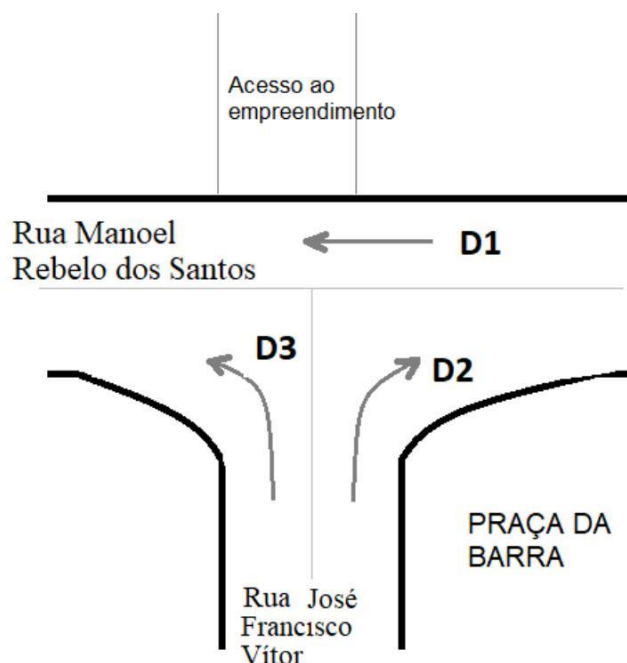 Acesso ao
empreendimento
Rua Manoel
Rebelo dos Santos
D1
D3
D2
PRAÇA DA
BARRA
Rua José
Francisco
Vítor